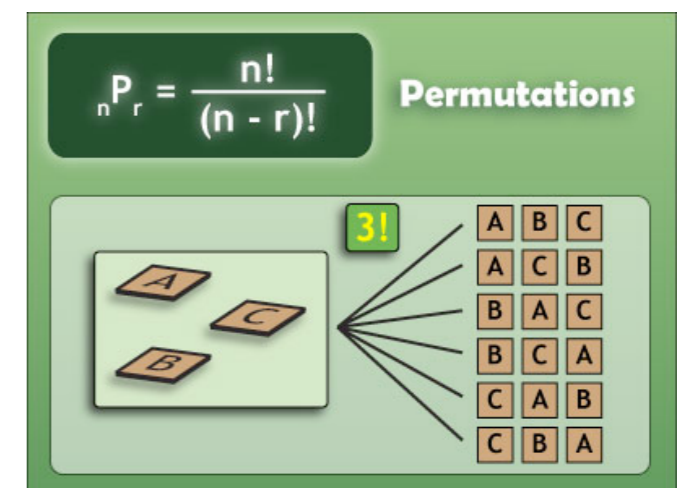 nPr = n! / (n - r)!
Permutations
3!
A B C
A C B
B A C
B C A
C A B
C B A
A
C
B